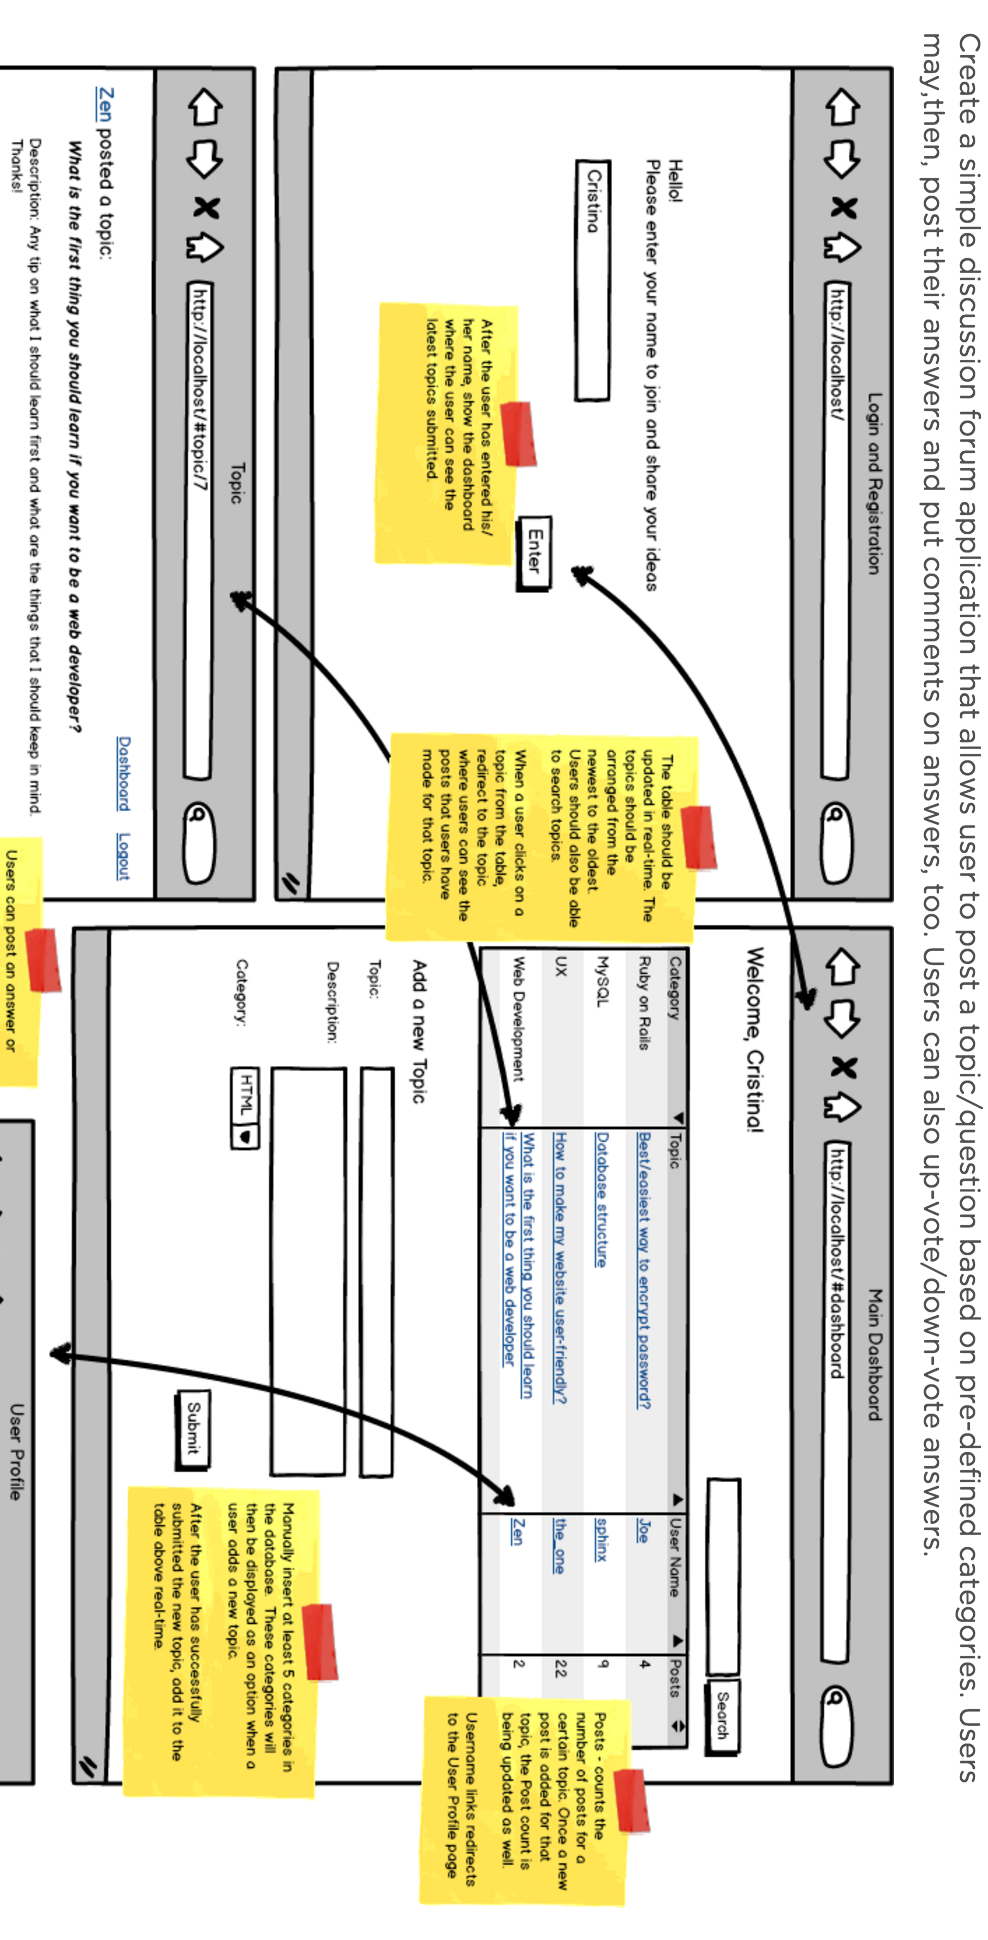 Create a simple discussion forum application that allows user to post a topic/question based on pre-defined categories. Users
may,then, post their answers and put comments on answers, too. Users can also up-vote/down-vote answers.
Login and Registration
http://localhost/
Hello!
Please enter your name to join and share your ideas
Cristina
Enter
After the user has entered his/
her name, show the dashboard
where the user can see the
latest topics submitted.
Main Dashboard
http://localhost/#dashboard
Welcome, Cristina!
Search
Category
Topic
User Name
Posts
Ruby on Rails
Best/easiest way to encrypt password?
Joe
4
MySQL
Database structure
sphinx
9
UX
How to make my website user-friendly?
the_one
22
Web Development
What is the first thing you should learn
if you want to be a web developer
Zen
2
The table should be
updated in real-time. The
topics should be
arranged from the
newest to the oldest.
Users should also be able
to search topics.
When a user clicks on a
topic from the table,
redirect to the topic
where users can see the
posts that users have
made for that topic.
Posts - counts the
number of posts for a
certain topic. Once a new
post is added for that
topic, the Post count is
being updated as well.
Username links redirects
to the User Profile page
Add a new Topic
Topic:
Description:
Category:
HTML
Submit
Manually insert at least 5 categories in
the database. These categories will
then be displayed as an option when a
user adds a new topic.
After the user has successfully
submitted the new topic, add it to the
table above real-time.
Topic
http://localhost/#topic/7
Dashboard Logout
Zen posted a topic:
What is the first thing you should learn if you want to be a web developer?
Description: Any tip on what I should learn first and what are the things that I should keep in mind.
Thanks!
Users can post an answer or
User Profile